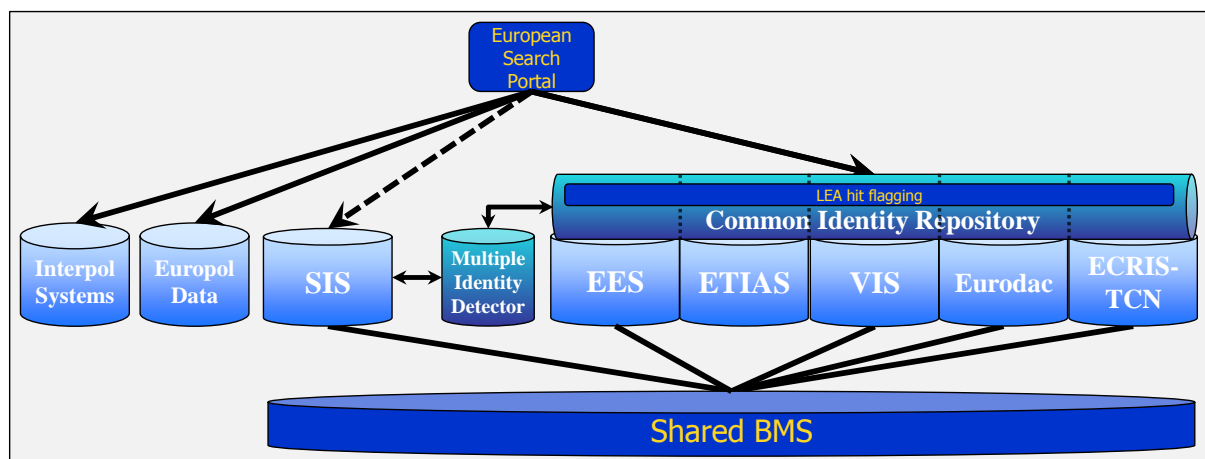 European
Search
Portal
LEA hit flagging
Common Identity Repository
Interpol
Systems
Europol
Data
SIS
Multiple
Identity
Detector
EES
ETIAS
VIS
Eurodac
ECRIS-
TCN
Shared BMS